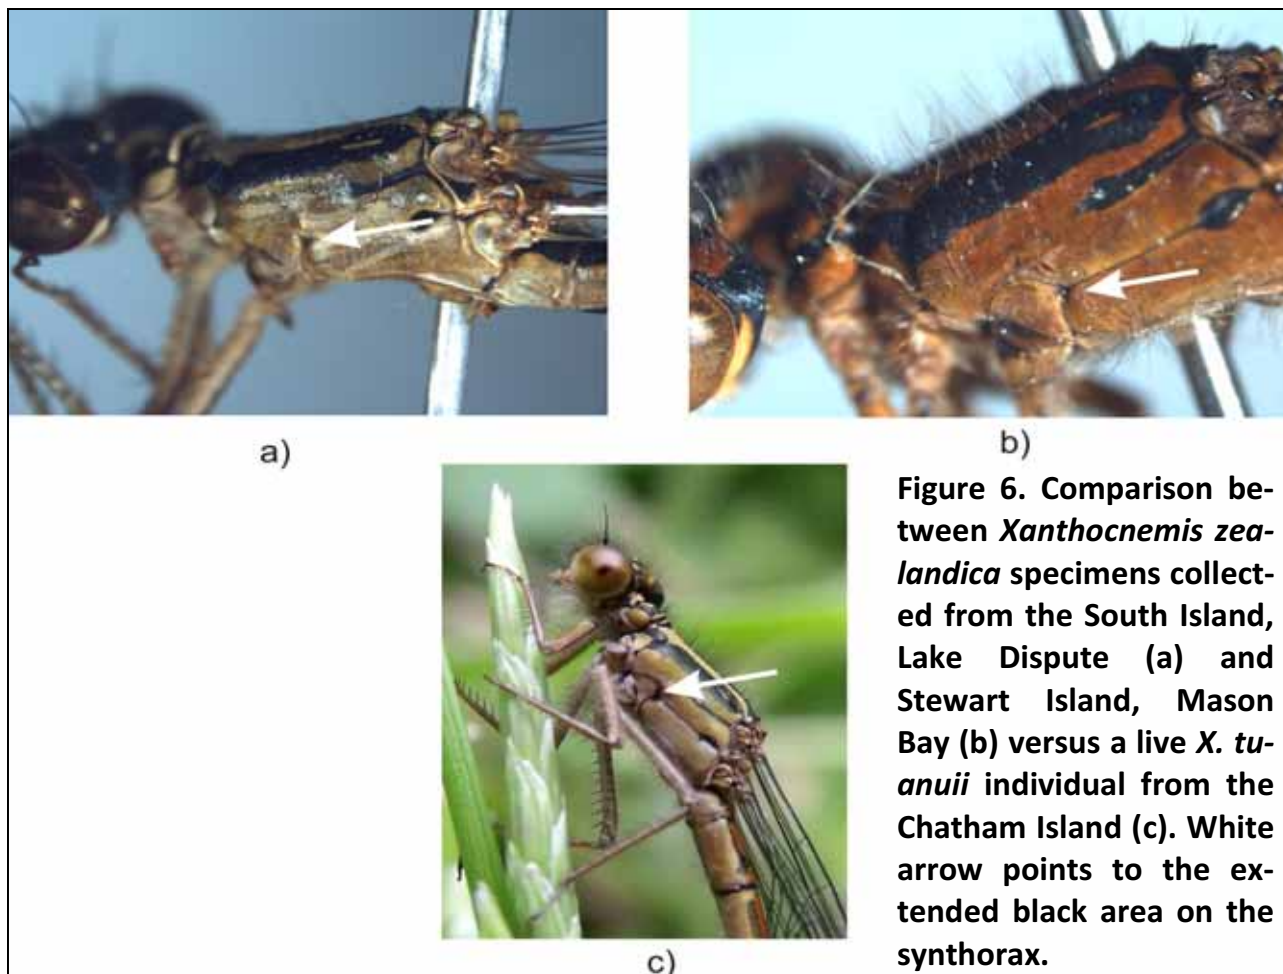 a)
b)
c)
Figure 6. Comparison be-
tween Xanthocnemis zea-
landica specimens collect-
ed from the South Island,
Lake Dispute (a) and
Stewart Island, Mason
Bay (b) versus a live X. tu-
anuii individual from the
Chatham Island (c). White
arrow points to the ex-
tended black area on the
synthorax.